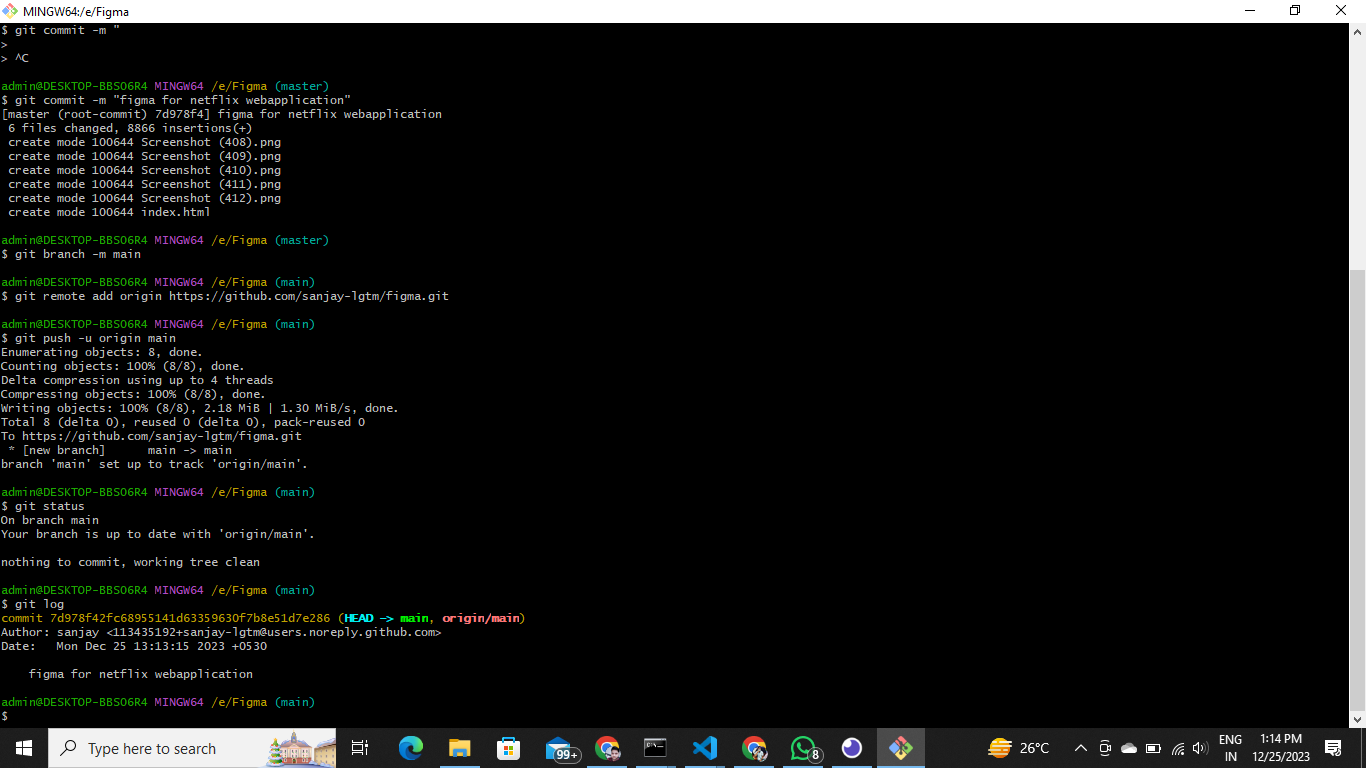 MINGW64:/e/Figma
$ git commit -m "
>
> ^C
admin@DESKTOP-BBSO6R4 MINGW64 /e/Figma (master)
$ git commit -m "figma for netflix webapplication"
[master (root-commit) 7d978f4] figma for netflix webapplication
 6 files changed, 8866 insertions(+)
 create mode 100644 Screenshot (408).png
 create mode 100644 Screenshot (409).png
 create mode 100644 Screenshot (410).png
 create mode 100644 Screenshot (411).png
 create mode 100644 Screenshot (412).png
 create mode 100644 index.html
admin@DESKTOP-BBSO6R4 MINGW64 /e/Figma (master)
$ git branch -m main
admin@DESKTOP-BBSO6R4 MINGW64 /e/Figma (main)
$ git remote add origin https://github.com/sanjay-lgtm/figma.git
admin@DESKTOP-BBSO6R4 MINGW64 /e/Figma (main)
$ git push -u origin main
Enumerating objects: 8, done.
Counting objects: 100% (8/8), done.
Delta compression using up to 4 threads
Compressing objects: 100% (8/8), done.
Writing objects: 100% (8/8), 2.18 MiB | 1.30 MiB/s, done.
Total 8 (delta 0), reused 0 (delta 0), pack-reused 0
To https://github.com/sanjay-lgtm/figma.git
 * [new branch]      main -> main
branch 'main' set up to track 'origin/main'.
admin@DESKTOP-BBSO6R4 MINGW64 /e/Figma (main)
$ git status
On branch main
Your branch is up to date with 'origin/main'.
nothing to commit, working tree clean
admin@DESKTOP-BBSO6R4 MINGW64 /e/Figma (main)
$ git log
commit 7d978f42fc68955141d63359630f7b8e51d7e286 (HEAD -> main, origin/main)
Author: sanjay <113435192+sanjay-lgtm@users.noreply.github.com>
Date:   Mon Dec 25 13:13:15 2023 +0530
    figma for netflix webapplication
admin@DESKTOP-BBSO6R4 MINGW64 /e/Figma (main)
$
Type here to search
99+
8
26°C
ENG
IN
1:14 PM
12/25/2023